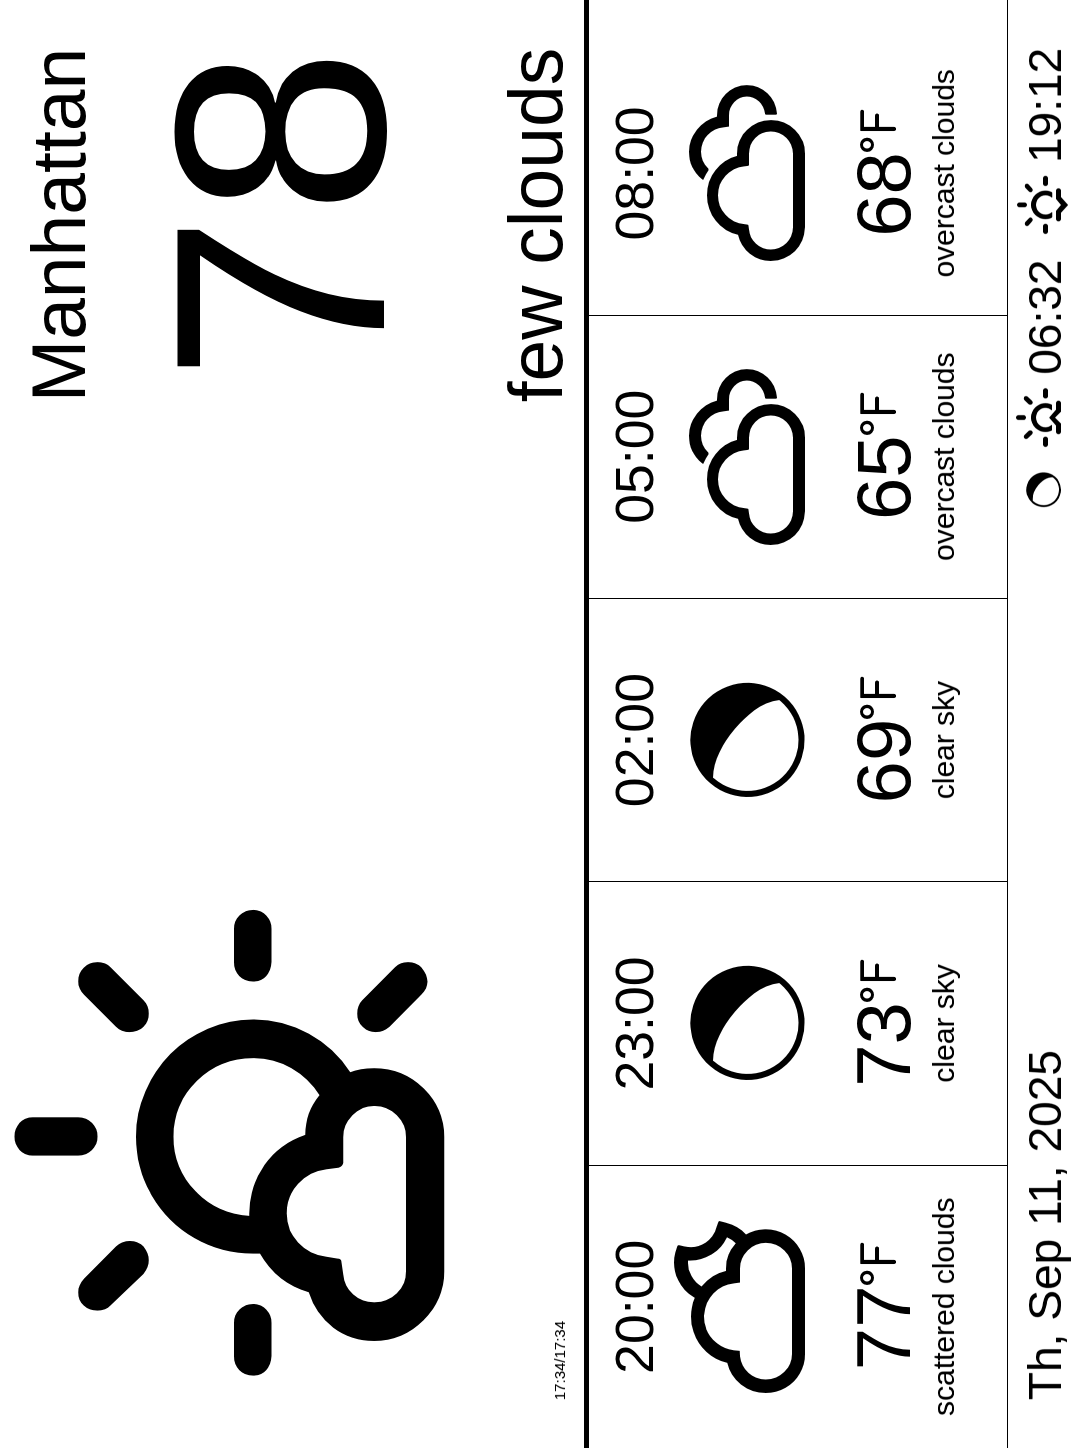 Manhattan
78
few clouds
17:34/17:34
20:00
77°F
scattered clouds
23:00
73°F
clear sky
02:00
69°F
clear sky
05:00
65°F
overcast clouds
08:00
68°F
overcast clouds
Th, Sep 11, 2025
06:32
19:12